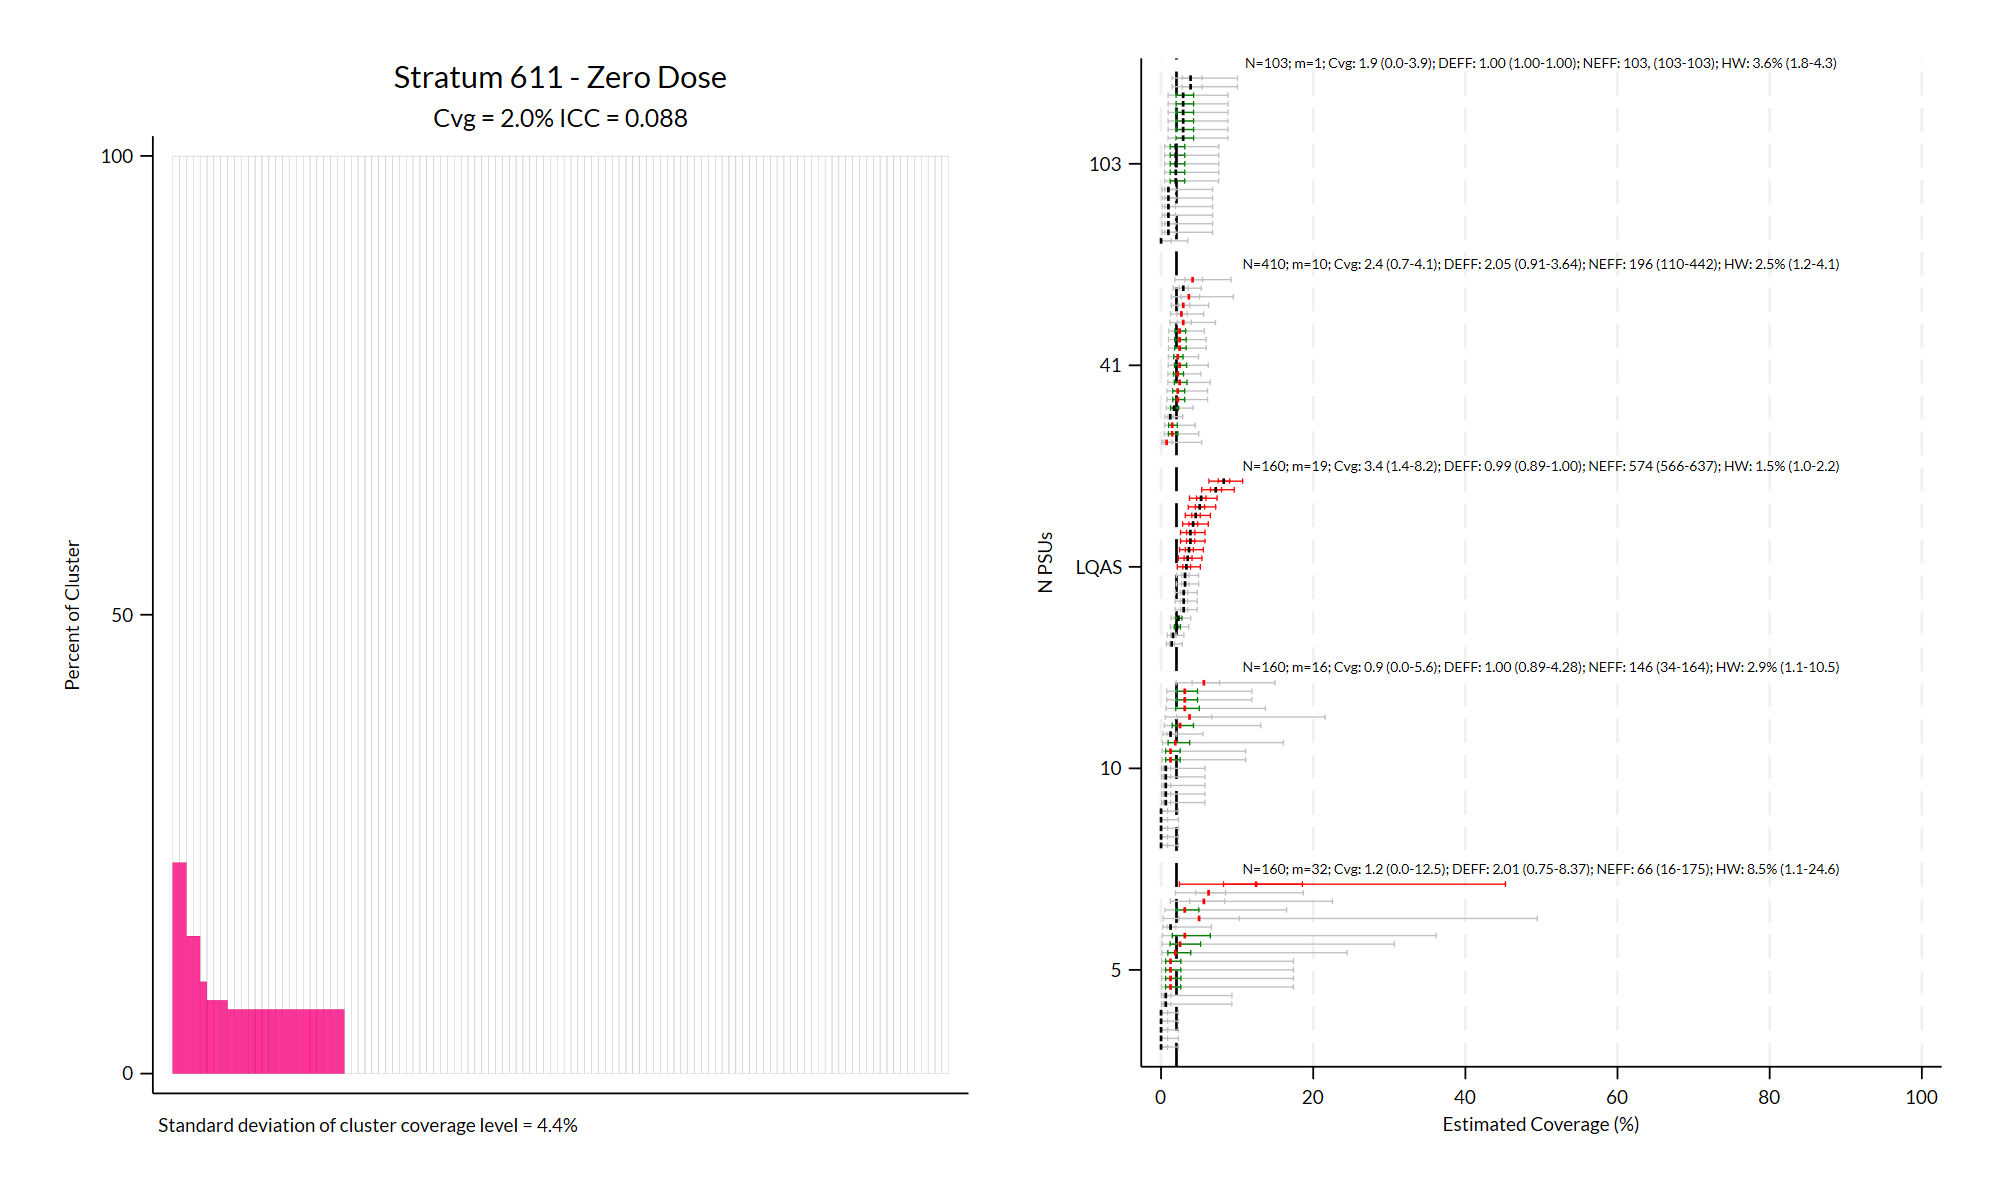 Stratum 611 - Zero Dose
Cvg = 2.0% ICC = 0.088
Percent of Cluster
100
50
0
Standard deviation of cluster coverage level = 4.4%
N PSUs
103
41
LQAS
10
5
N=103; m=1; Cvg: 1.9 (0.0-3.9); DEFF: 1.00 (1.00-1.00); NEFF: 103, (103-103); HW: 3.6% (1.8-4.3)
N=410; m=10; Cvg: 2.4 (0.7-4.1); DEFF: 2.05 (0.91-3.64); NEFF: 196 (110-442); HW: 2.5% (1.2-4.1)
N=160; m=19; Cvg: 3.4 (1.4-8.2); DEFF: 0.99 (0.89-1.00); NEFF: 574 (566-637); HW: 1.5% (1.0-2.2)
N=160; m=16; Cvg: 0.9 (0.0-5.6); DEFF: 1.00 (0.89-4.28); NEFF: 146 (34-164); HW: 2.9% (1.1-10.5)
N=160; m=32; Cvg: 1.2 (0.0-12.5); DEFF: 2.01 (0.75-8.37); NEFF: 66 (16-175); HW: 8.5% (1.1-24.6)
0 20 40 60 80 100
Estimated Coverage (%)